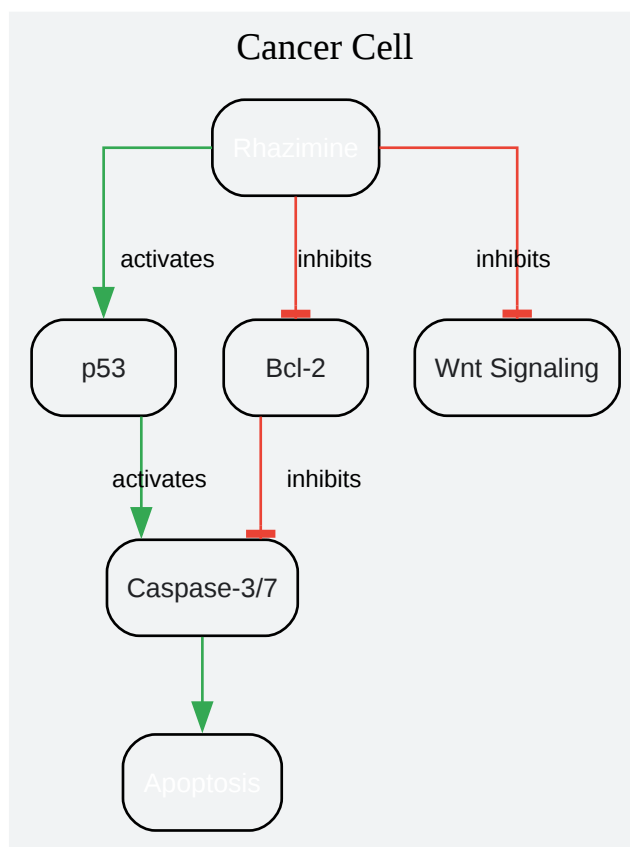 Cancer Cell
Rhazimine
activates
inhibits
inhibits
p53
Bcl-2
Wnt Signaling
activates
inhibits
Caspase-3/7
Apoptosis